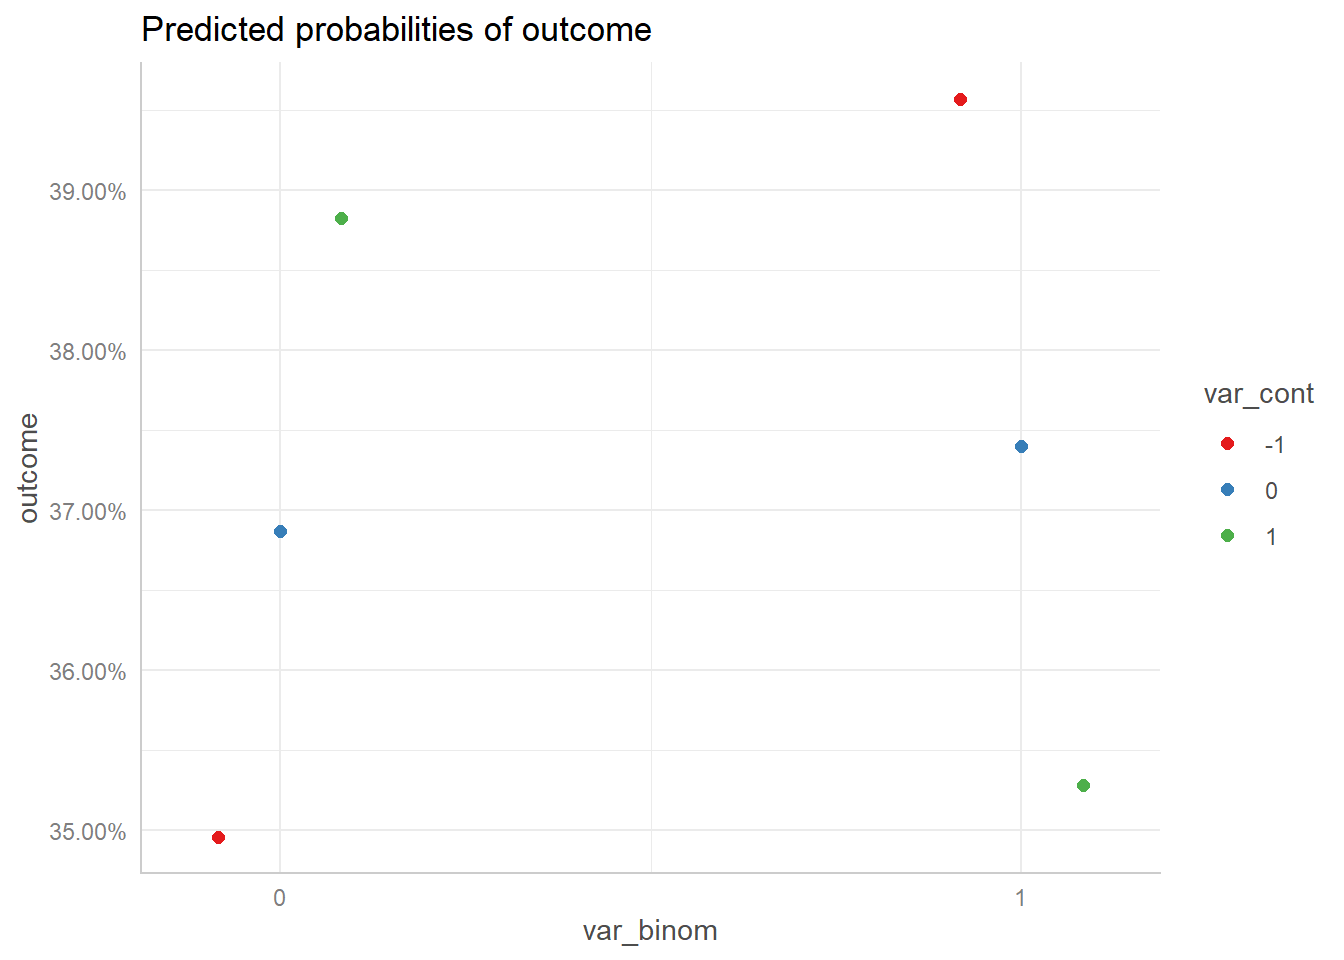 Predicted probabilities of outcome
39.00%
38.00%
37.00%
36.00%
35.00%
outcome
0
1
var_binom
var_cont
-1
0
1